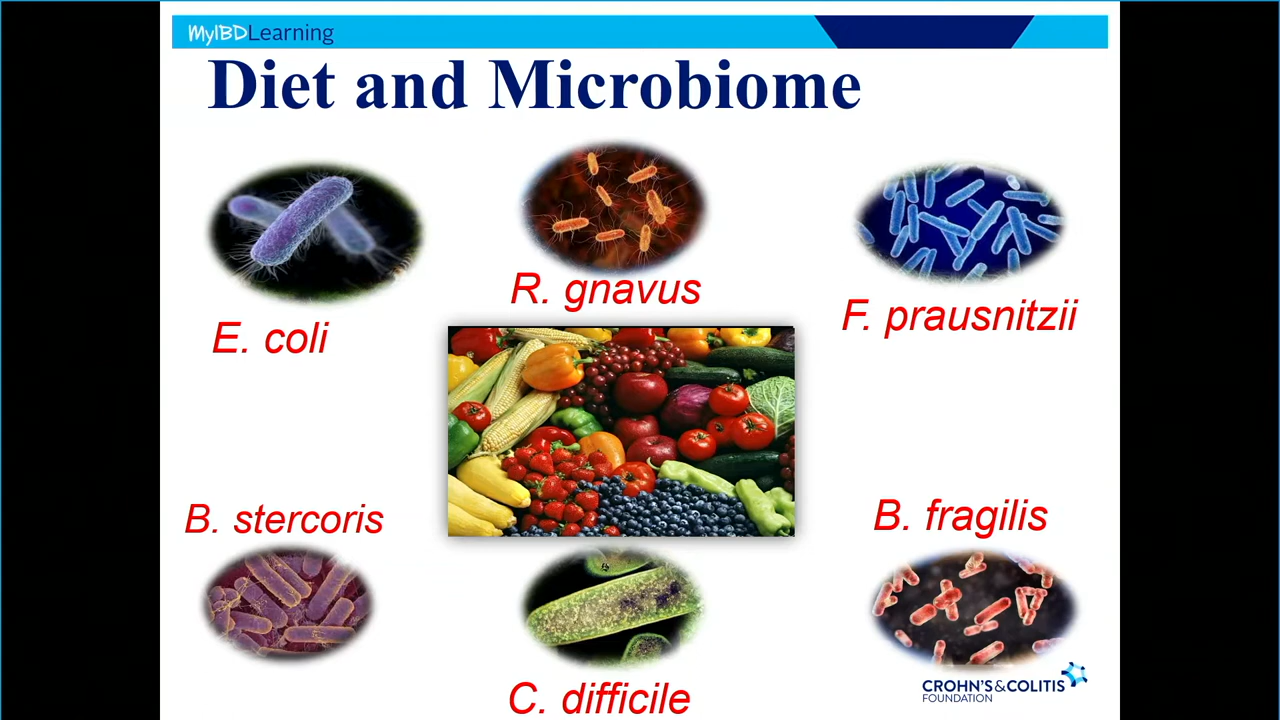 MyIBDLearning
Diet and Microbiome
E. coli
R. gnavus
F. prausnitzii
B. stercoris
C. difficile
B. fragilis
CROHN'S&COLITIS
FOUNDATION